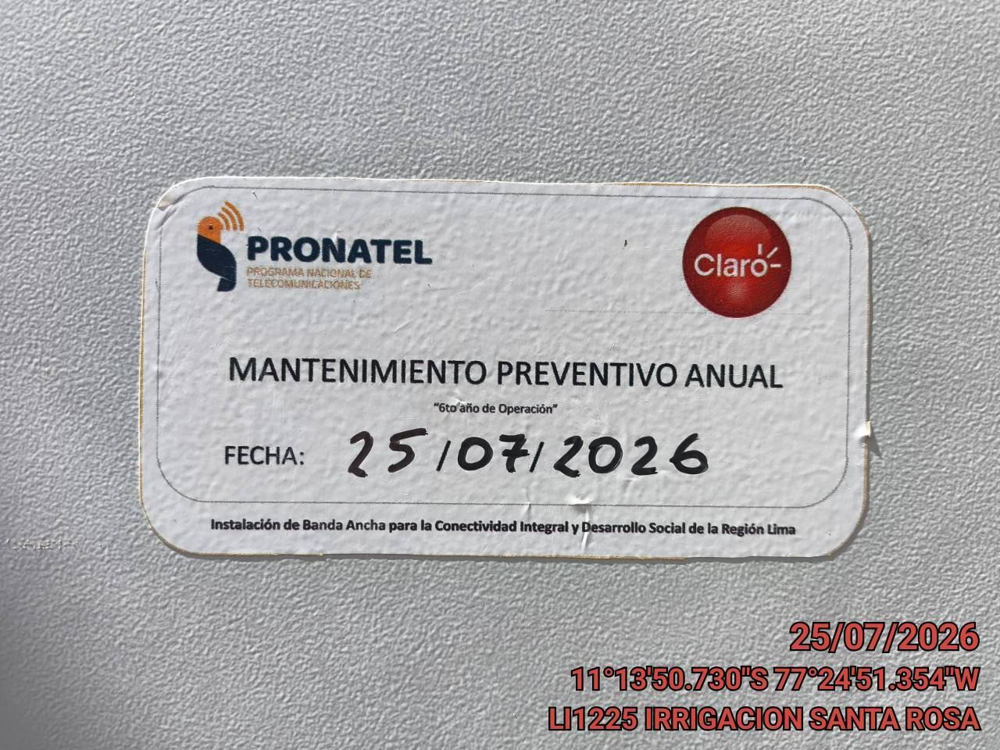 PRONATEL
PROGRAMA NACIONAL DE
TELECOMUNICACIONES
Claro
MANTENIMIENTO PREVENTIVO ANUAL
"6to año de Operación"
FECHA: 25/07/2026
Instalación de Banda Ancha para la Conectividad Integral y Desarrollo Social de la Región Lima
25/07/2026
11°13'50.730"S 77°24'51.354"W
LI1225 IRRIGACION SANTA ROSA